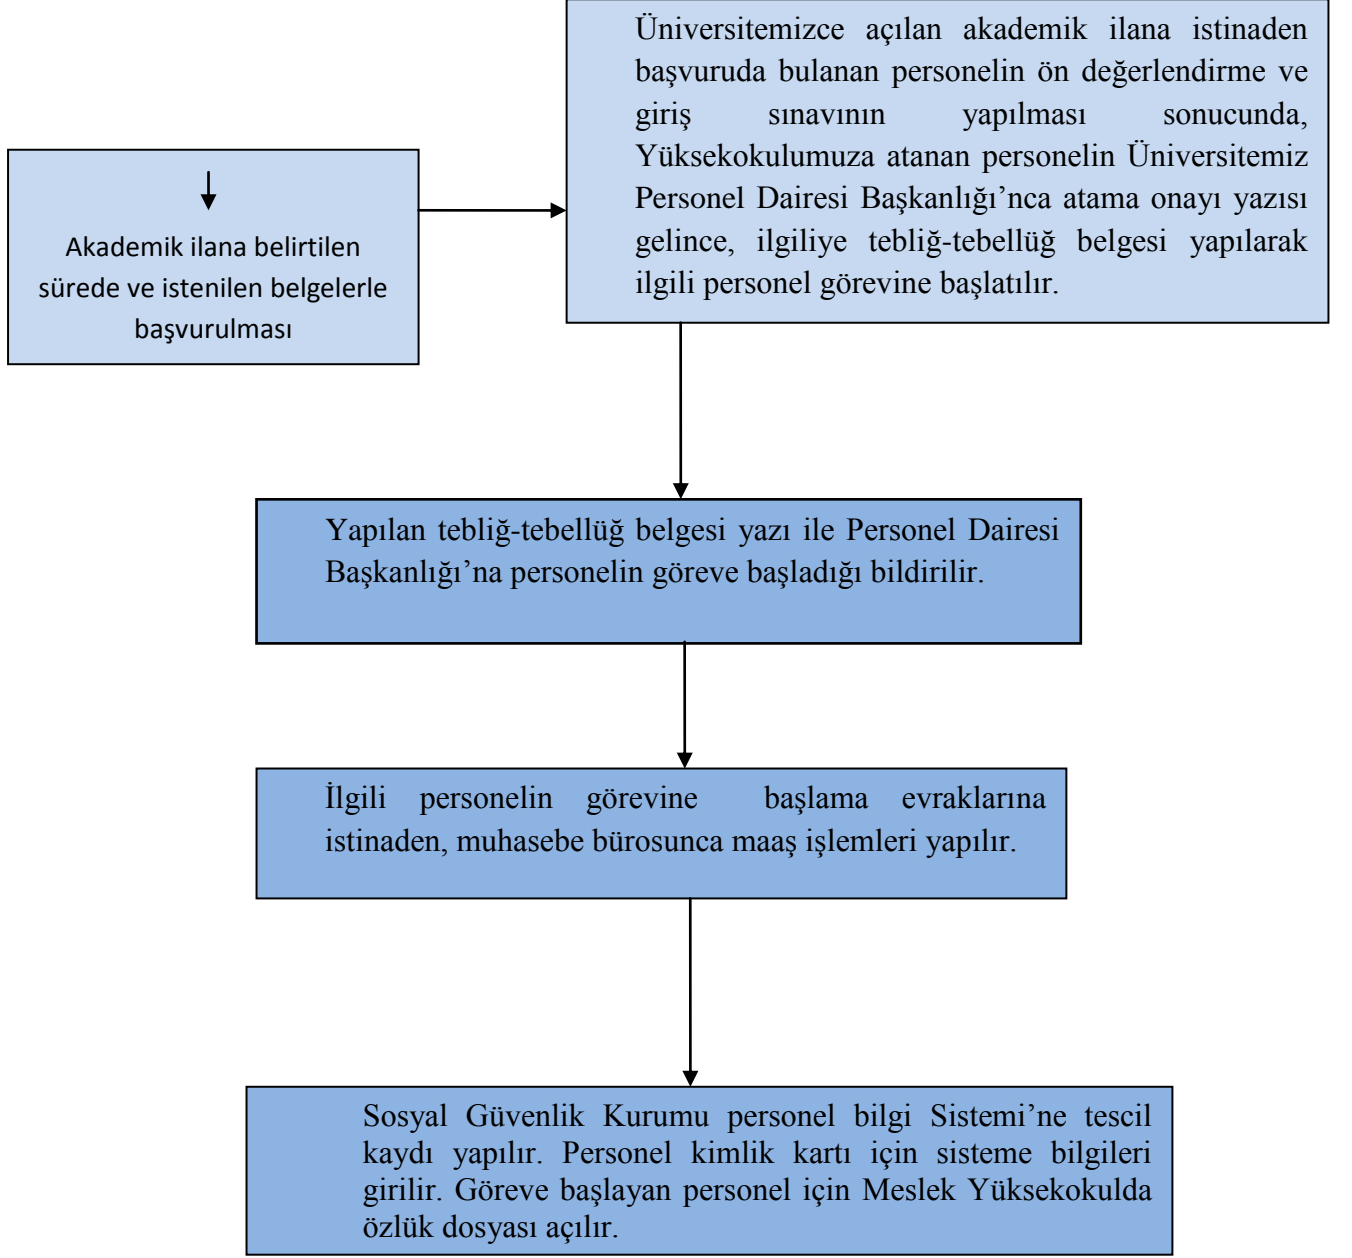 Üniversitemizce açılan akademik ilana istinaden
başvuruda bulanan personelin ön değerlendirme ve
giriş sınavının yapılması sonucunda,
Yüksekokulumuza atanan personelin Üniversitemiz
Personel Dairesi Başkanlığı’nca atama onayı yazısı
gelince, ilgiliye tebliğ-tebellüğ belgesi yapılarak
ilgili personel görevine başlatılır.
Akademik ilana belirtilen
sürede ve istenilen belgelerle
başvurulması
Yapılan tebliğ-tebellüğ belgesi yazı ile Personel Dairesi
Başkanlığı’na personelin göreve başladığı bildirilir.
İlgili personelin görevine başlama evraklarına
istinaden, muhasebe bürosunca maaş işlemleri yapılır.
Sosyal Güvenlik Kurumu personel bilgi Sistemi’ne tescil
kaydı yapılır. Personel kimlik kartı için sisteme bilgileri
girilir. Göreve başlayan personel için Meslek Yüksekokulda
özlük dosyası açılır.